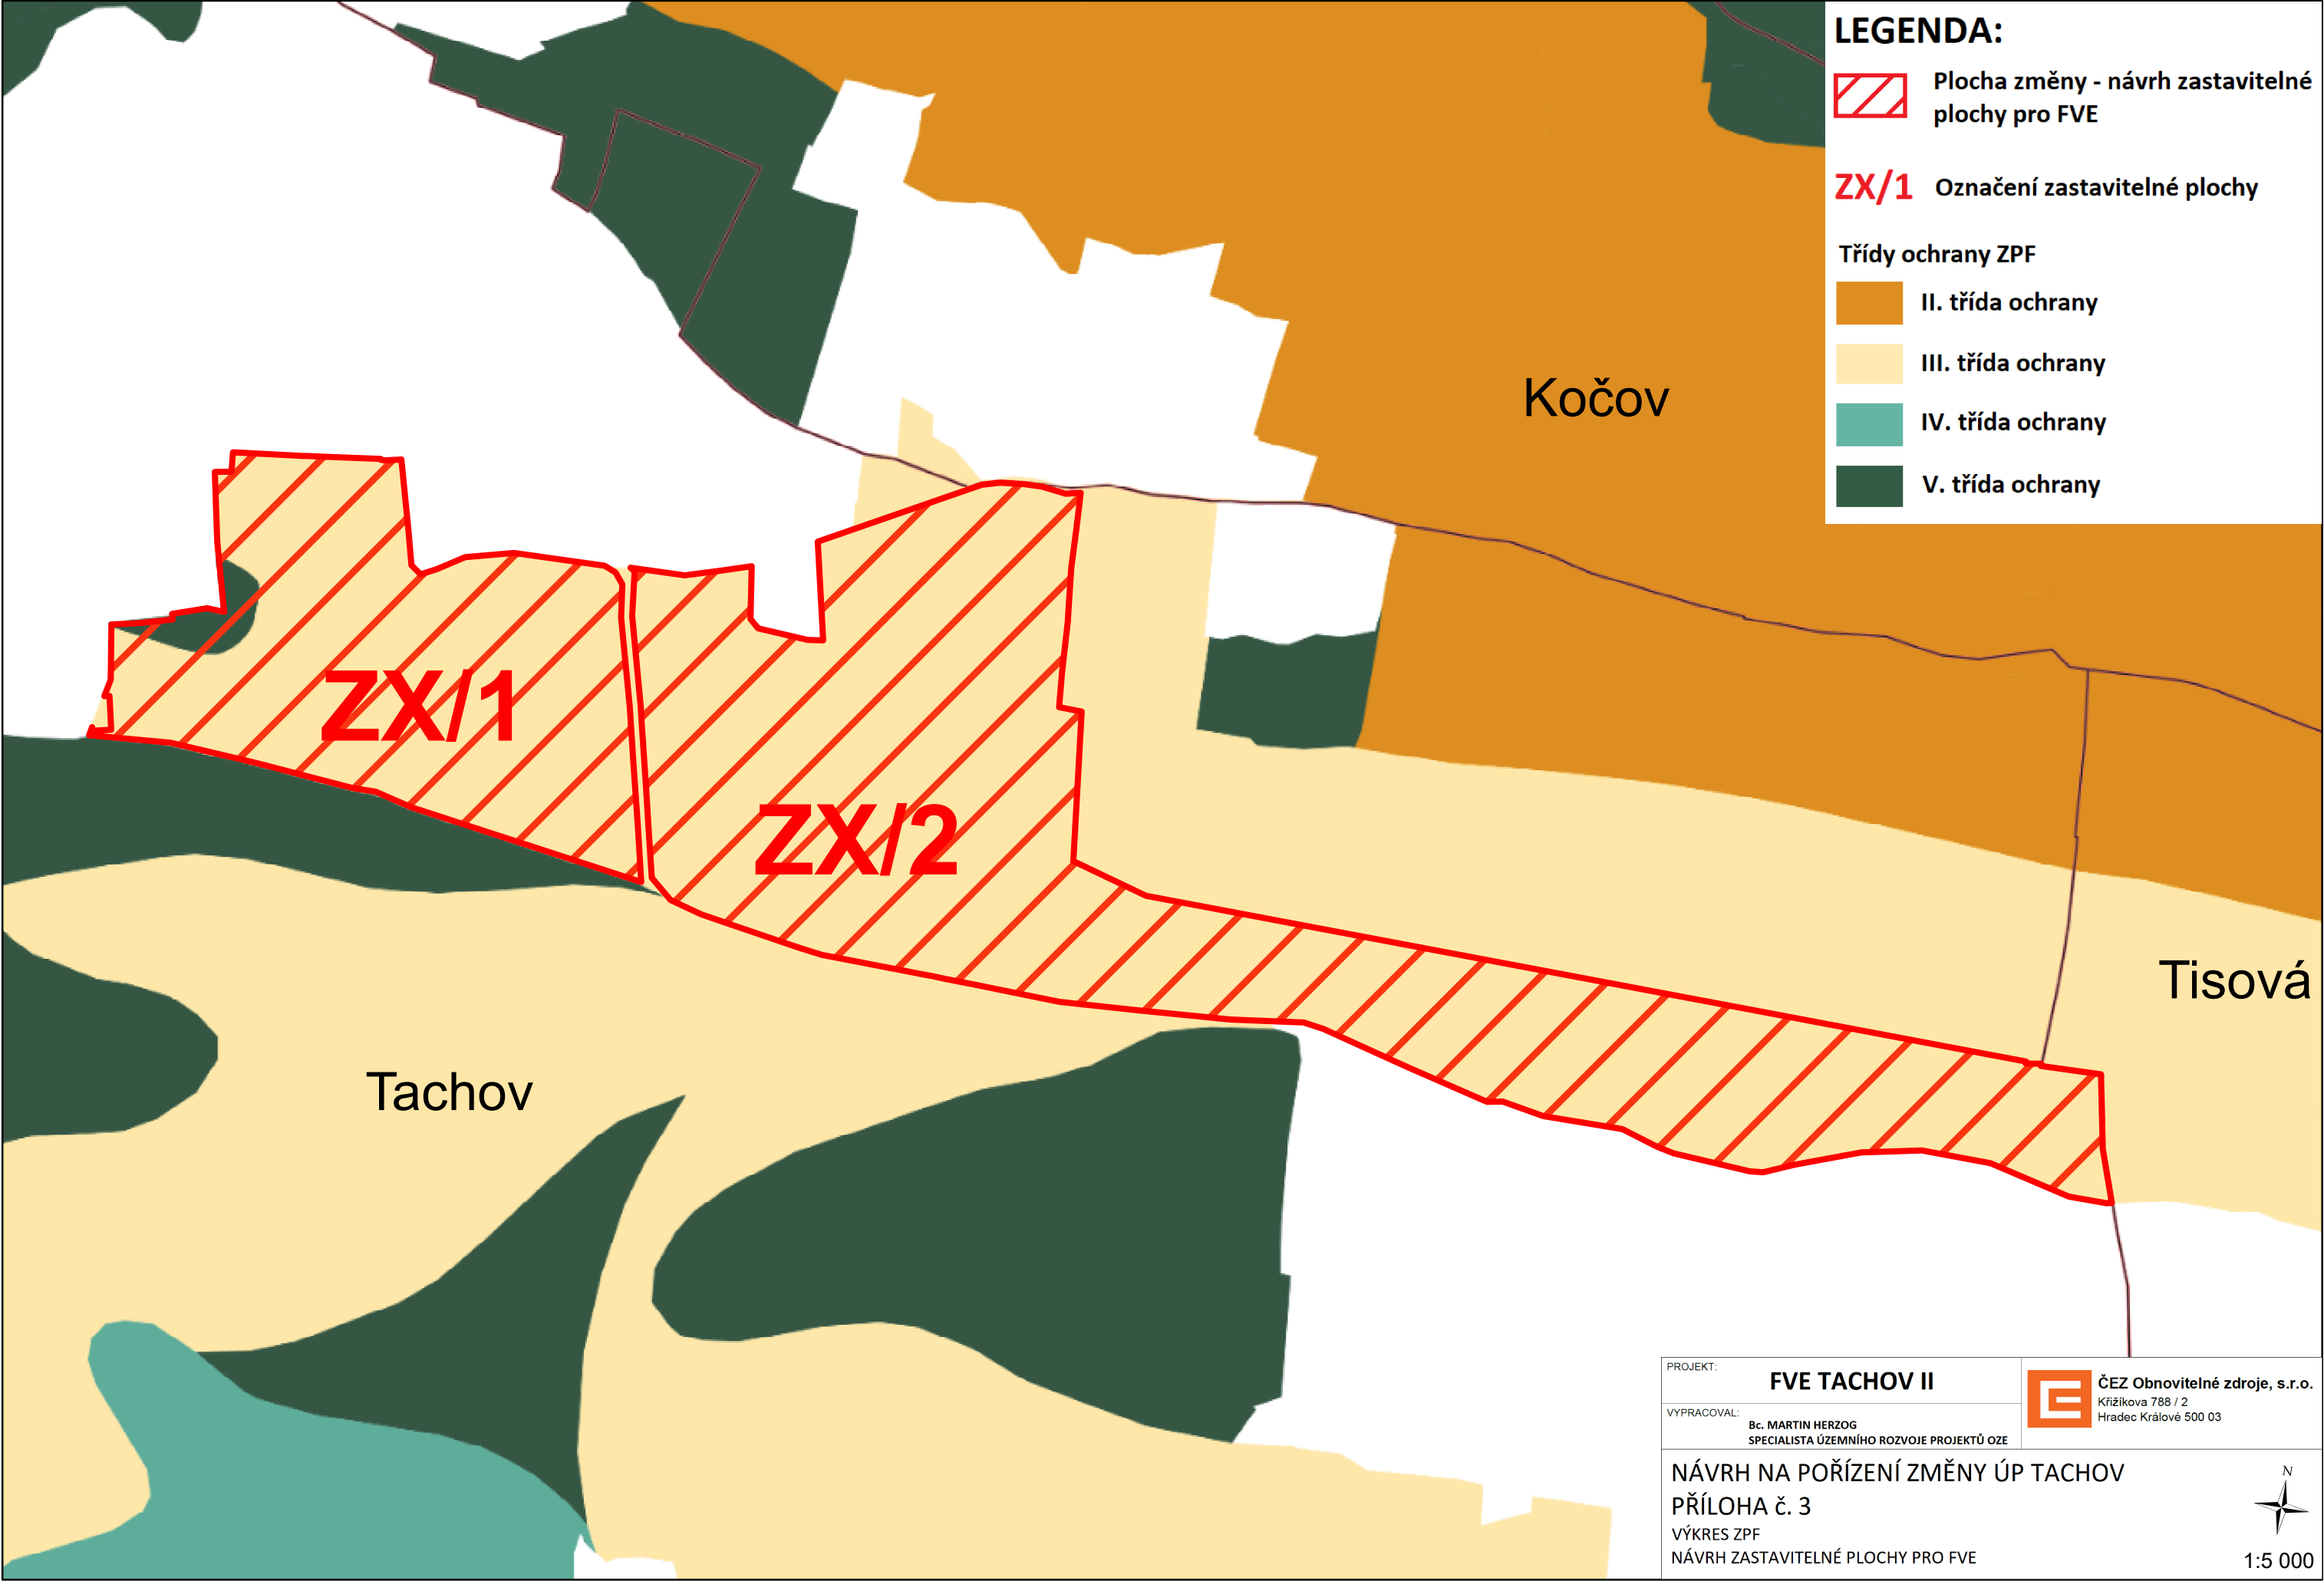 LEGENDA:
Plocha změny - návrh zastavitelné
plochy pro FVE
ZX/1 Označení zastavitelné plochy
Třídy ochrany ZPF
II. třída ochrany
III. třída ochrany
IV. třída ochrany
V. třída ochrany
Kočov
ZX/1
ZX/2
Tisová
Tachov
PROJEKT:
FVE TACHOV II
VYPRACOVAL:
Bc. MARTIN HERZOG
SPECIALISTA ÚZEMNÍHO ROZVOJE PROJEKTŮ OZE
ČEZ Obnovitelné zdroje, s.r.o.
Křižíkova 788 / 2
Hradec Králové 500 03
NÁVRH NA POŘÍZENÍ ZMĚNY ÚP TACHOV
PŘÍLOHA č. 3
VÝKRES ZPF
NÁVRH ZASTAVITELNÉ PLOCHY PRO FVE
N
1:5 000